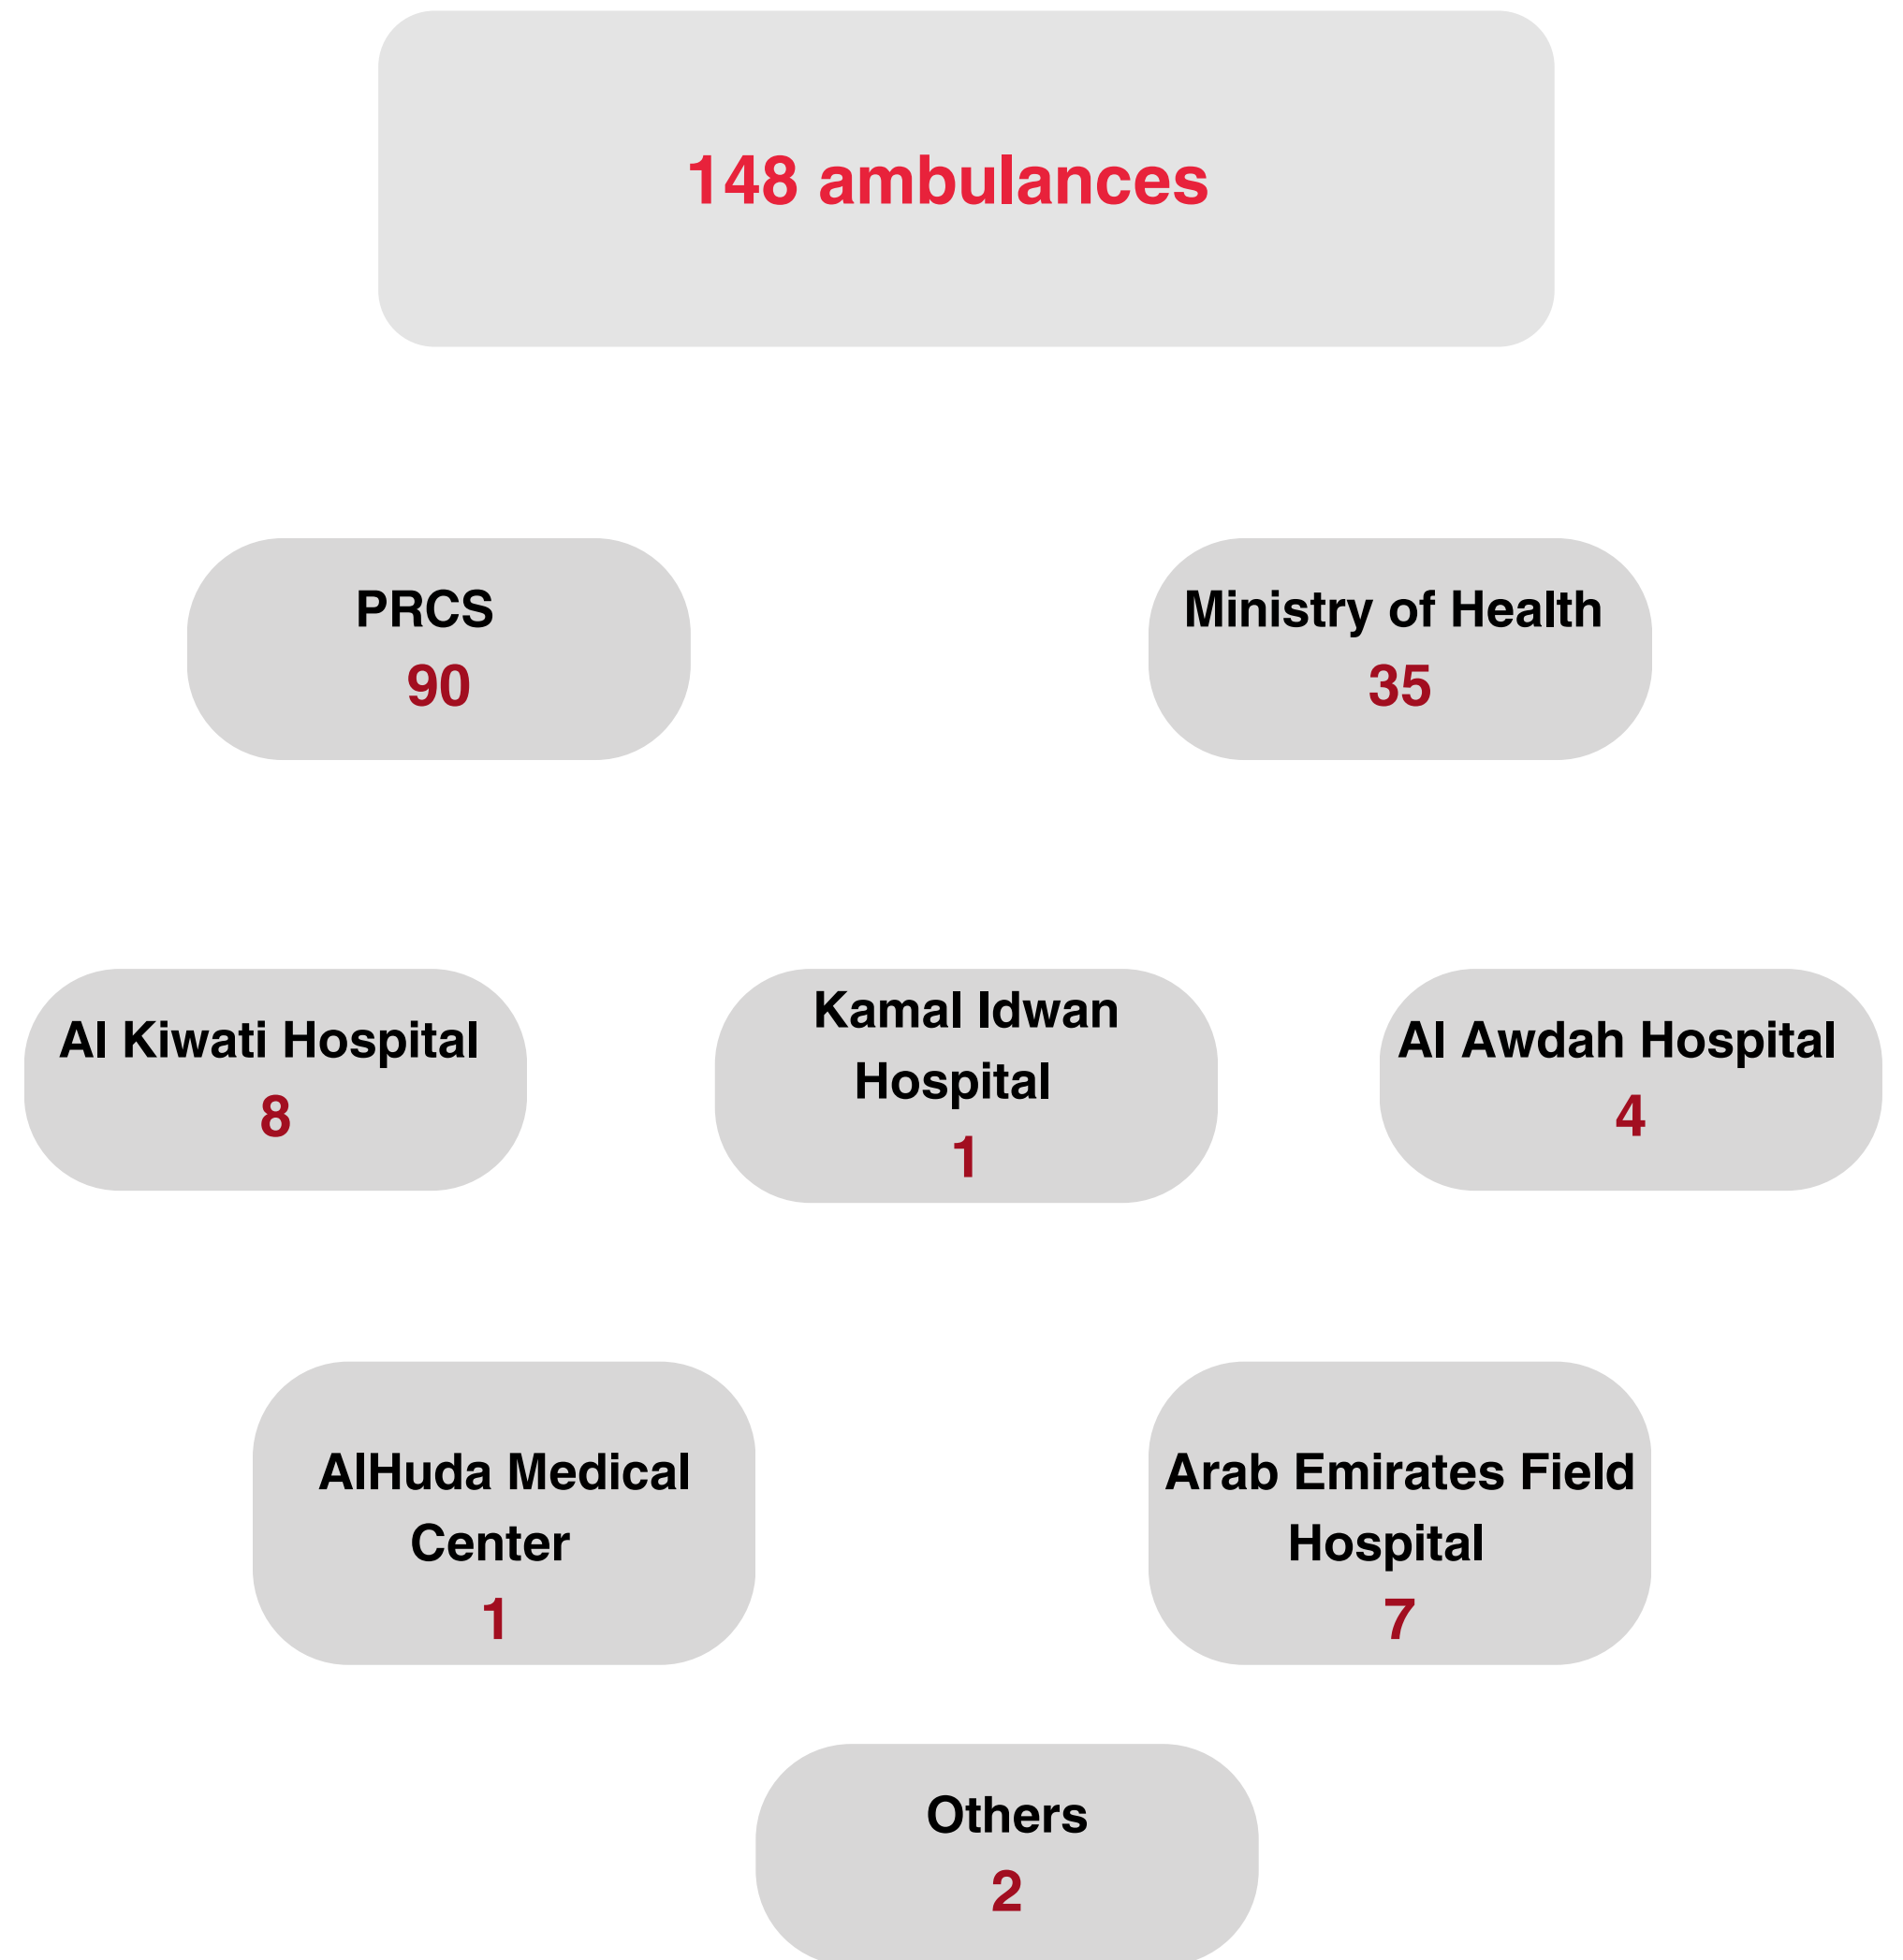 148 ambulances
PRCS
90
Ministry of Health
35
Al Kiwati Hospital
8
Kamal Idwan
Hospital
1
Al Awdah Hospital
4
AlHuda Medical
Center
1
Arab Emirates Field
Hospital
7
Others
2